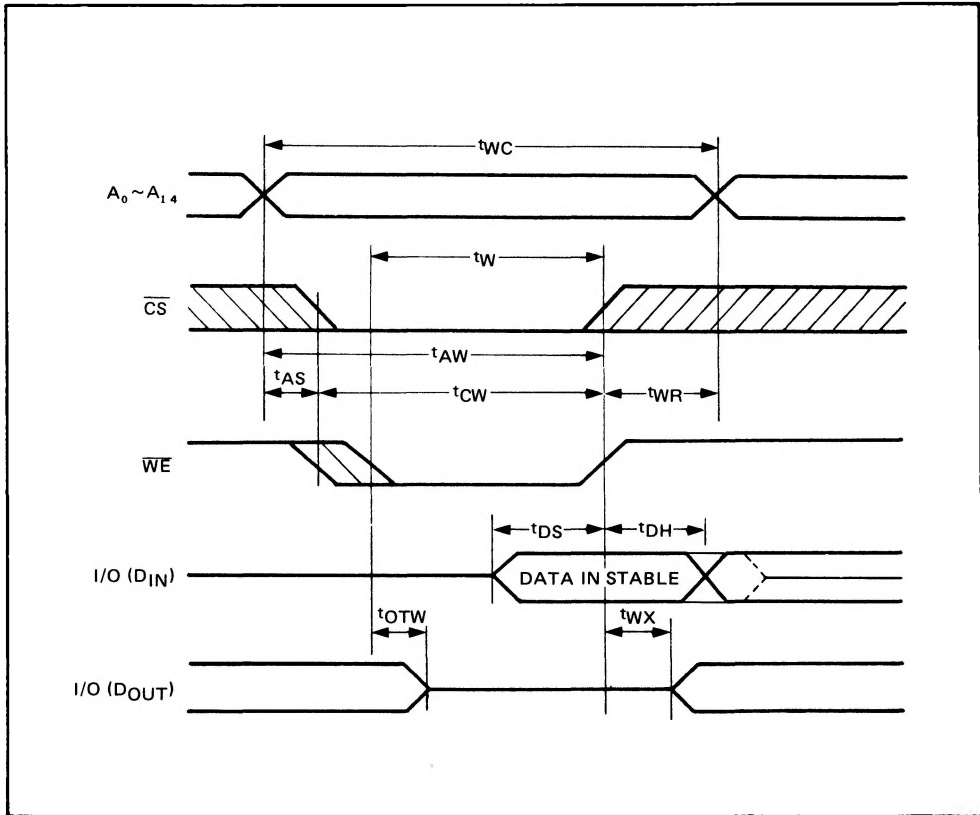 tWC
A0~A14
tW
CS
tAW
tAS
tCW
tWR
WE
tDS
tDH
I/O (DIN)
DATA IN STABLE
tOTW
tWX
I/O (DOUT)